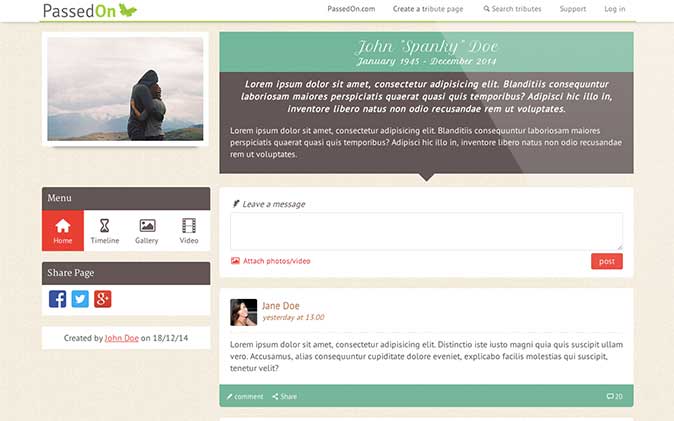 PassedOn
PassedOn.com
Create a tribute page
Search tributes
Support
Log in
John "Spanky" Doe
January 1945 - December 2014
Lorem ipsum dolor sit amet, consectetur adipisicing elit. Blanditiis consequuntur
laboriosam maiores perspiciatis quaerat quasi quis temporibus? Adipisci hic illo in,
inventore libero natus non odio recusandae rem ut voluptates.
Lorem ipsum dolor sit amet, consectetur adipisicing elit. Blanditiis consequuntur laboriosam maiores
perspiciatis quaerat quasi quis temporibus? Adipisci hic illo in, inventore libero natus non odio recusandae
rem ut voluptates.
Menu
Home
Timeline
Gallery
Video
Share Page
Created by John Doe on 18/12/14
Leave a message
Attach photos/video
post
Jane Doe
yesterday at 13.00
Lorem ipsum dolor sit amet, consectetur adipisicing elit. Distinctio iste iusto magni quia quis suscipit ullam
vero. Accusamus, alias consequuntur cupiditate dolore eveniet, explicabo facilis molestias qui suscipit,
tenetur velit?
comment
Share
20